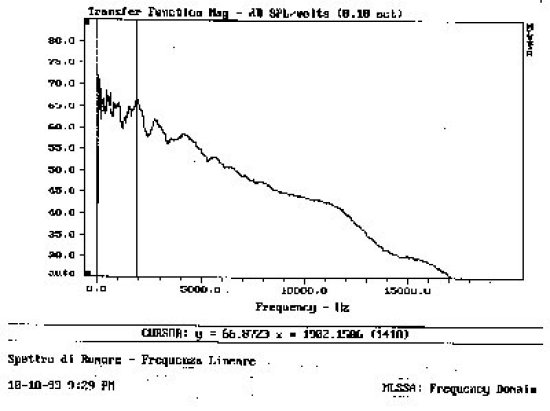 Transfer Function Mag - dB SPL/volts (0.10 oct)
80.0
75.0
70.0
65.0
60.0
55.0
50.0
45.0
40.0
35.0
30.0
0.0
5000.0
10000.0
15000.0
Frequency - Hz
CURSOR: y = 66.8723 x = 1902.1506 (1410)
Spettro di Rumore - Frequenza Lineare
10-10-93 9:29 PM
MLSSA: Frequency Domain